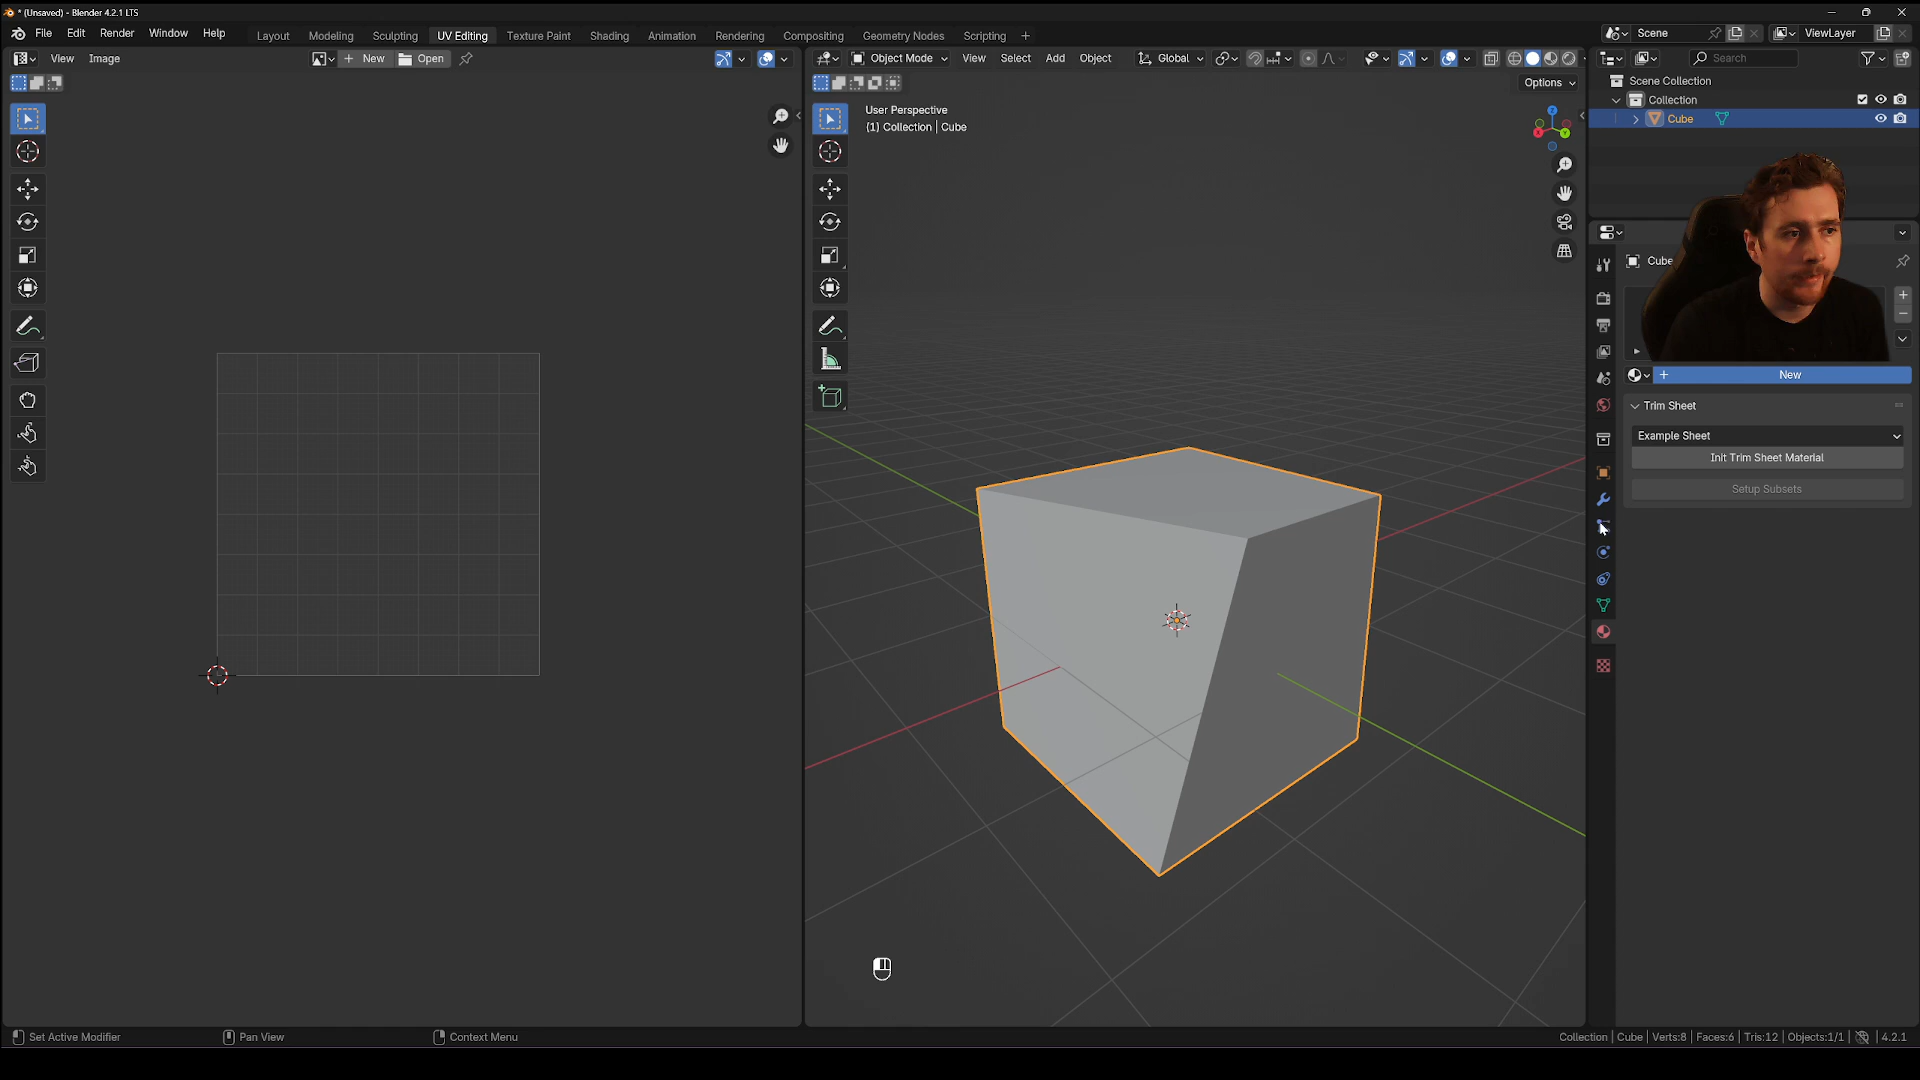 * (Unsaved) - Blender 4.2.1 LTS
File Edit Render Window Help
Layout Modeling Sculpting UV Editing Texture Paint Shading Animation Rendering Compositing Geometry Nodes Scripting +
Scene
ViewLayer
View Image
+ New
Open
Object Mode View Select Add Object
Global
Search
Options
Scene Collection
Collection
Cube
User Perspective
(1) Collection | Cube
Cube
+ New
Trim Sheet
Example Sheet
Init Trim Sheet Material
Setup Subsets
Set Active Modifier
Pan View
Context Menu
Collection | Cube | Verts:8 | Faces:6 | Tris:12 | Objects:1/1 | 4.2.1